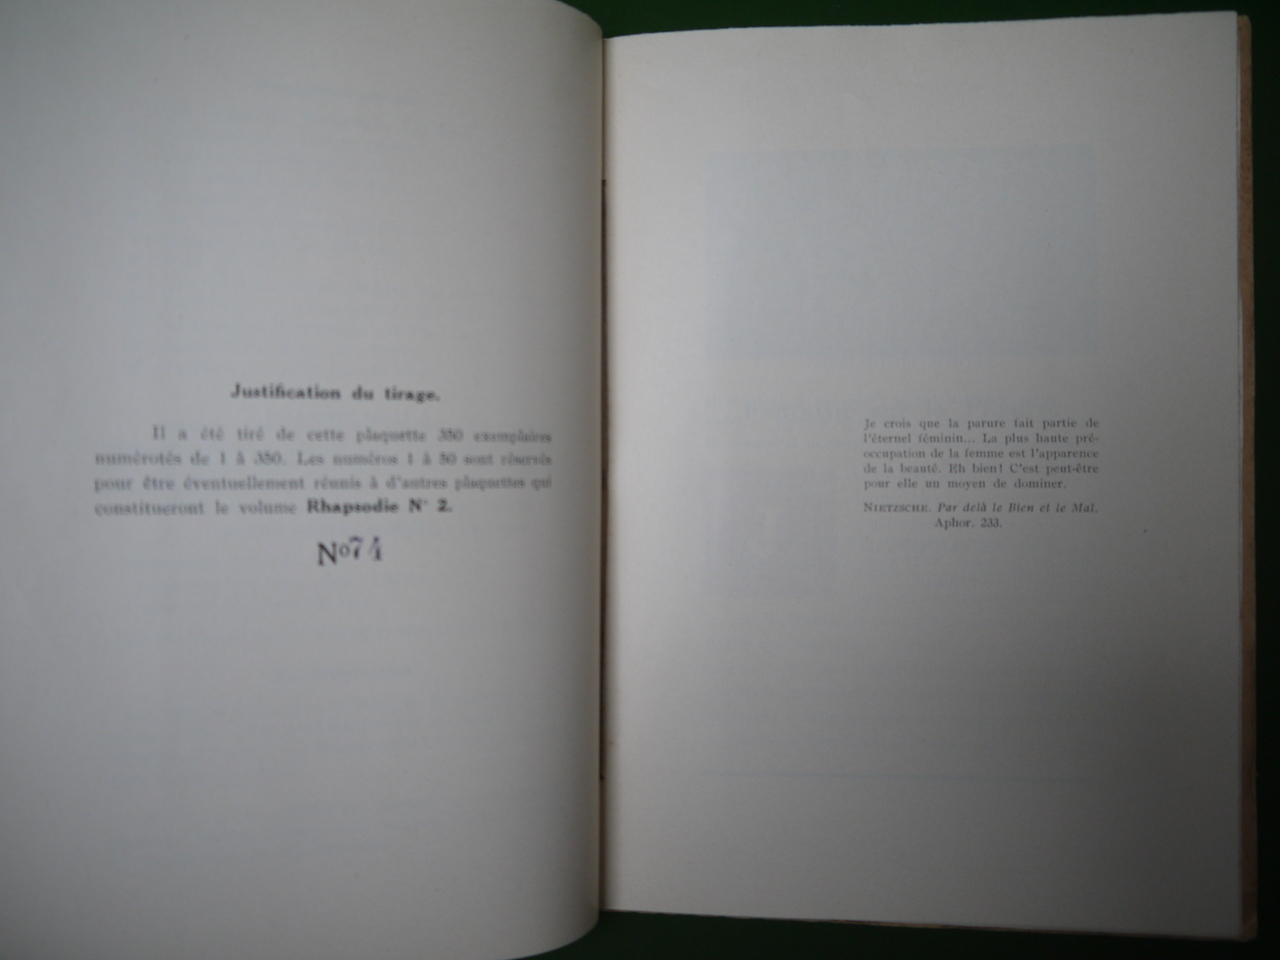 Justification du tirage.
Il a été tiré de cette plaquette 350 exemplaires
numérotés de 1 à 350. Les numéros 1 à 50 sont réservés
pour être éventuellement réunis à d'autres plaquettes qui
constitueront le volume Rhapsodie N° 2.
No 74
Je crois que la parure fait partie de
l'éternel féminin... La plus haute pré-
occupation de la femme est l'apparence
de la beauté. Eh bien! C'est peut-être
pour elle un moyen de dominer.
NIETZSCHE. Par delà le Bien et le Mal.
Aphor. 233.